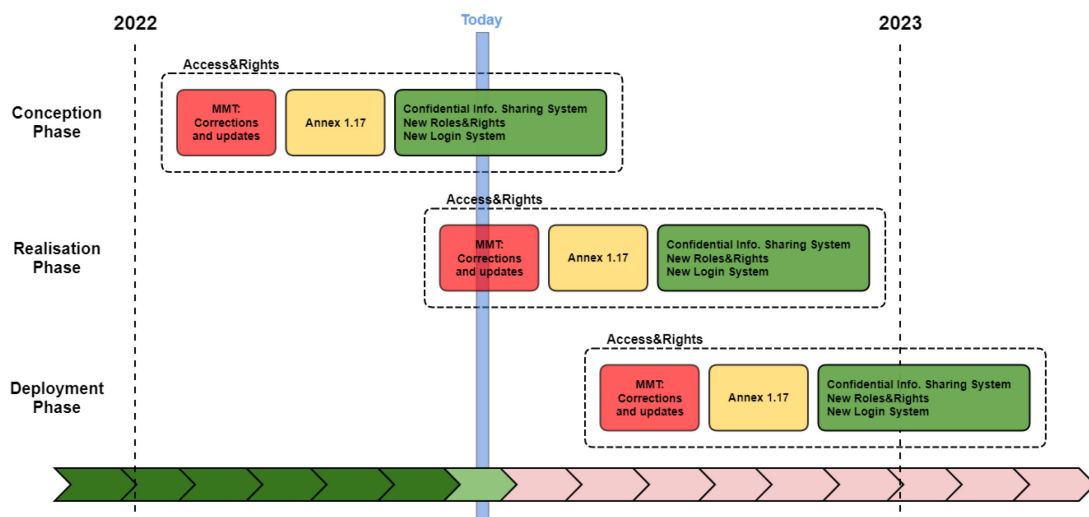 2022
Today
2023
Access&Rights
Conception
Phase
MMT:
Corrections
and updates
Annex 1.17
Confidential Info. Sharing System
New Roles&Rights
New Login System
Access&Rights
Realisation
Phase
MMT:
Corrections
and updates
Annex 1.17
Confidential Info. Sharing System
New Roles&Rights
New Login System
Access&Rights
Deployment
Phase
MMT:
Corrections
and updates
Annex 1.17
Confidential Info. Sharing System
New Roles&Rights
New Login System